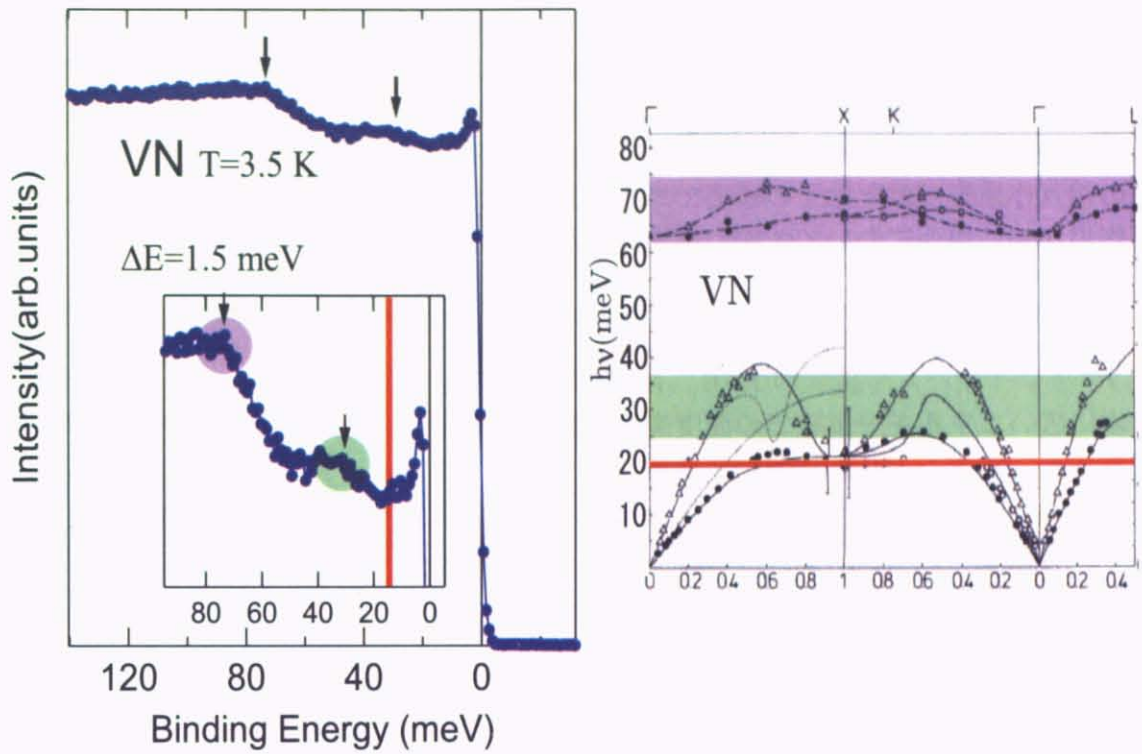 Intensity(arb.units)
VN T=3.5 K
ΔE=1.5 meV
80 60 40 20 0
120 80 40 0
Binding Energy (meV)
Γ X K Γ L
hν(meV)
80
70
60
50
40
30
20
10
VN
0 0.2 0.4 0.6 0.8 1 0.8 0.6 0.4 0.2 0 0.2 0.4